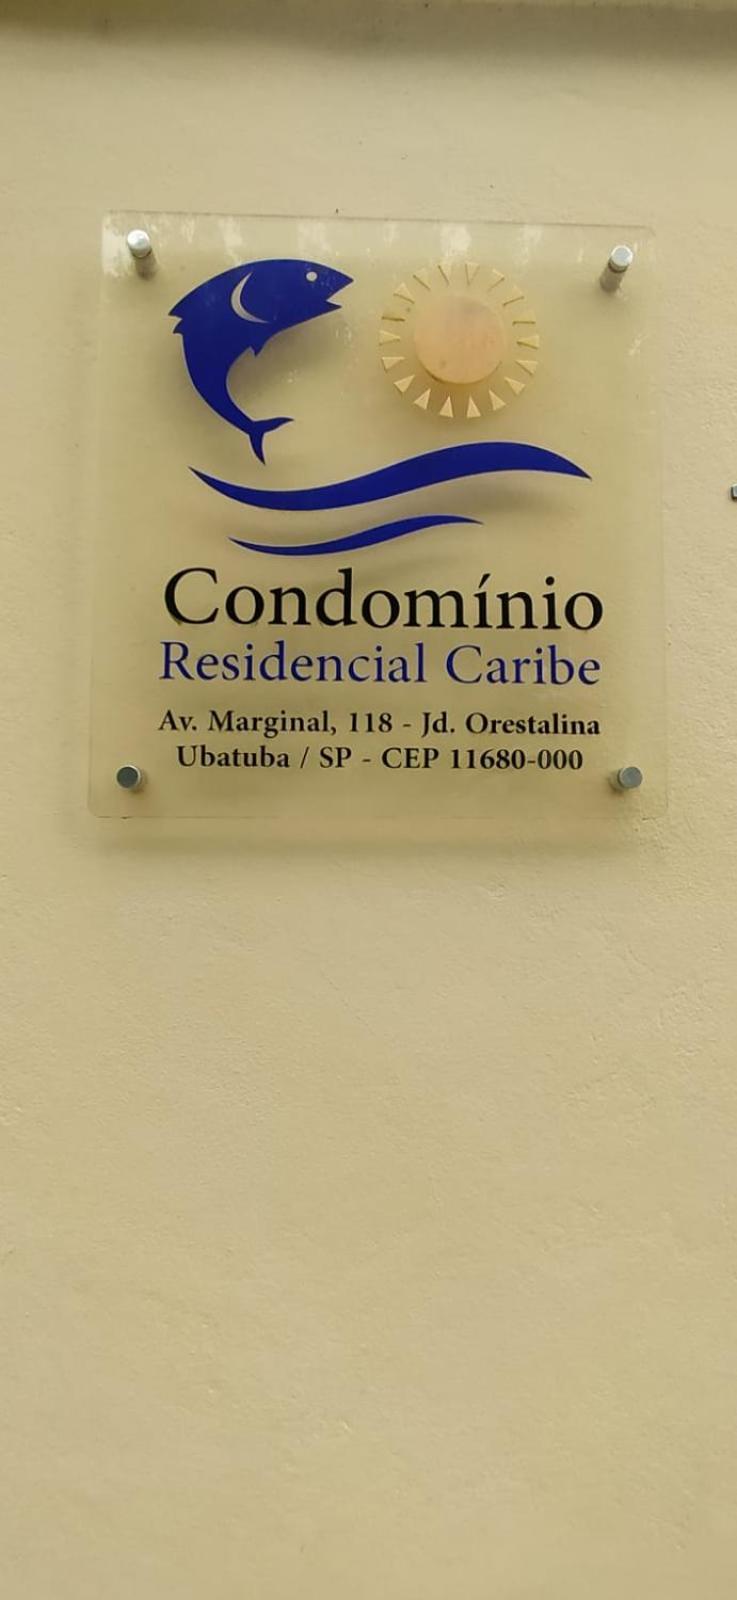 Condomínio
Residencial Caribe
Av. Marginal, 118 - Jd. Orestalina
Ubatuba / SP - CEP 11680-000